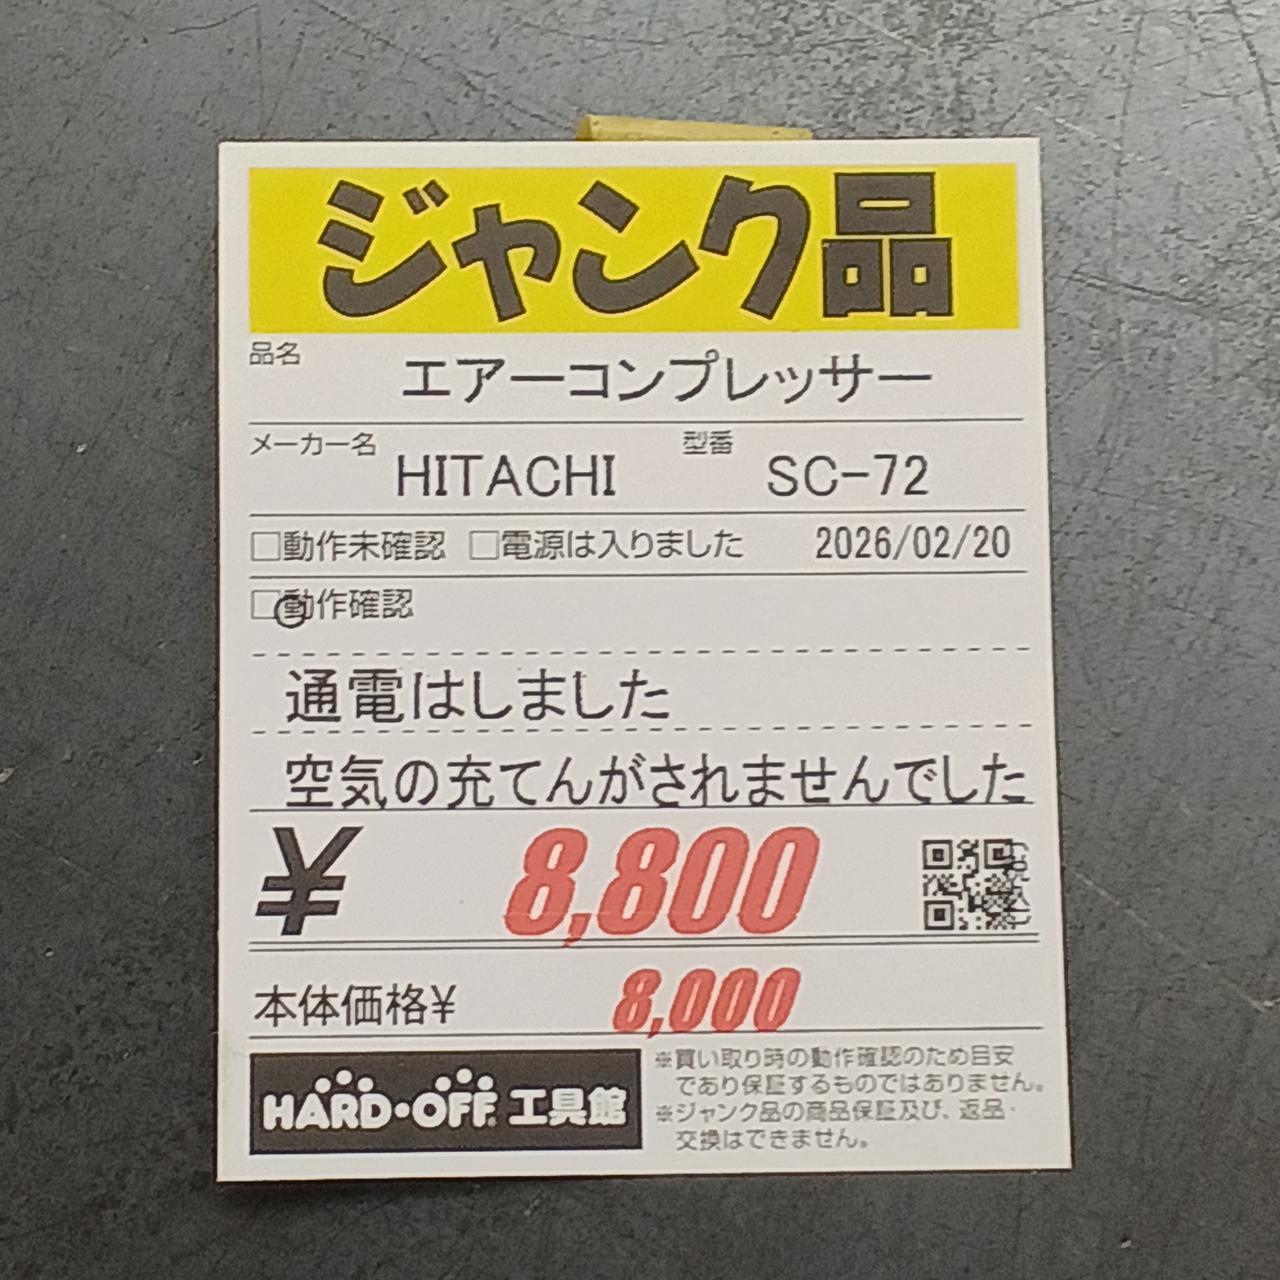 ジャンク品
品名 エアーコンプレッサー
メーカー名 HITACHI 型番 SC-72
□動作未確認 □電源は入りました 2026/02/20
□動作確認
通電はしました
空気の充てんがされませんでした
¥ 8,800
本体価格¥ 8,000
HARD・OFF 工具館
※買い取り時の動作確認のため目安
であり保証するものではありません。
※ジャンク品の商品保証及び、返品・
交換はできません。